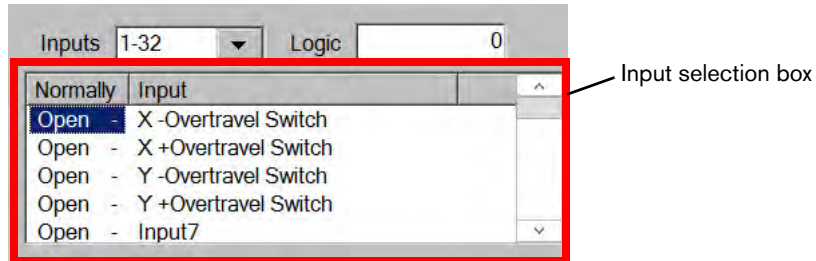 Inputs 1-32 Logic 0
Input selection box
Normally Input
Open - X -Overtravel Switch
Open - X +Overtravel Switch
Open - Y -Overtravel Switch
Open - Y +Overtravel Switch
Open - Input7